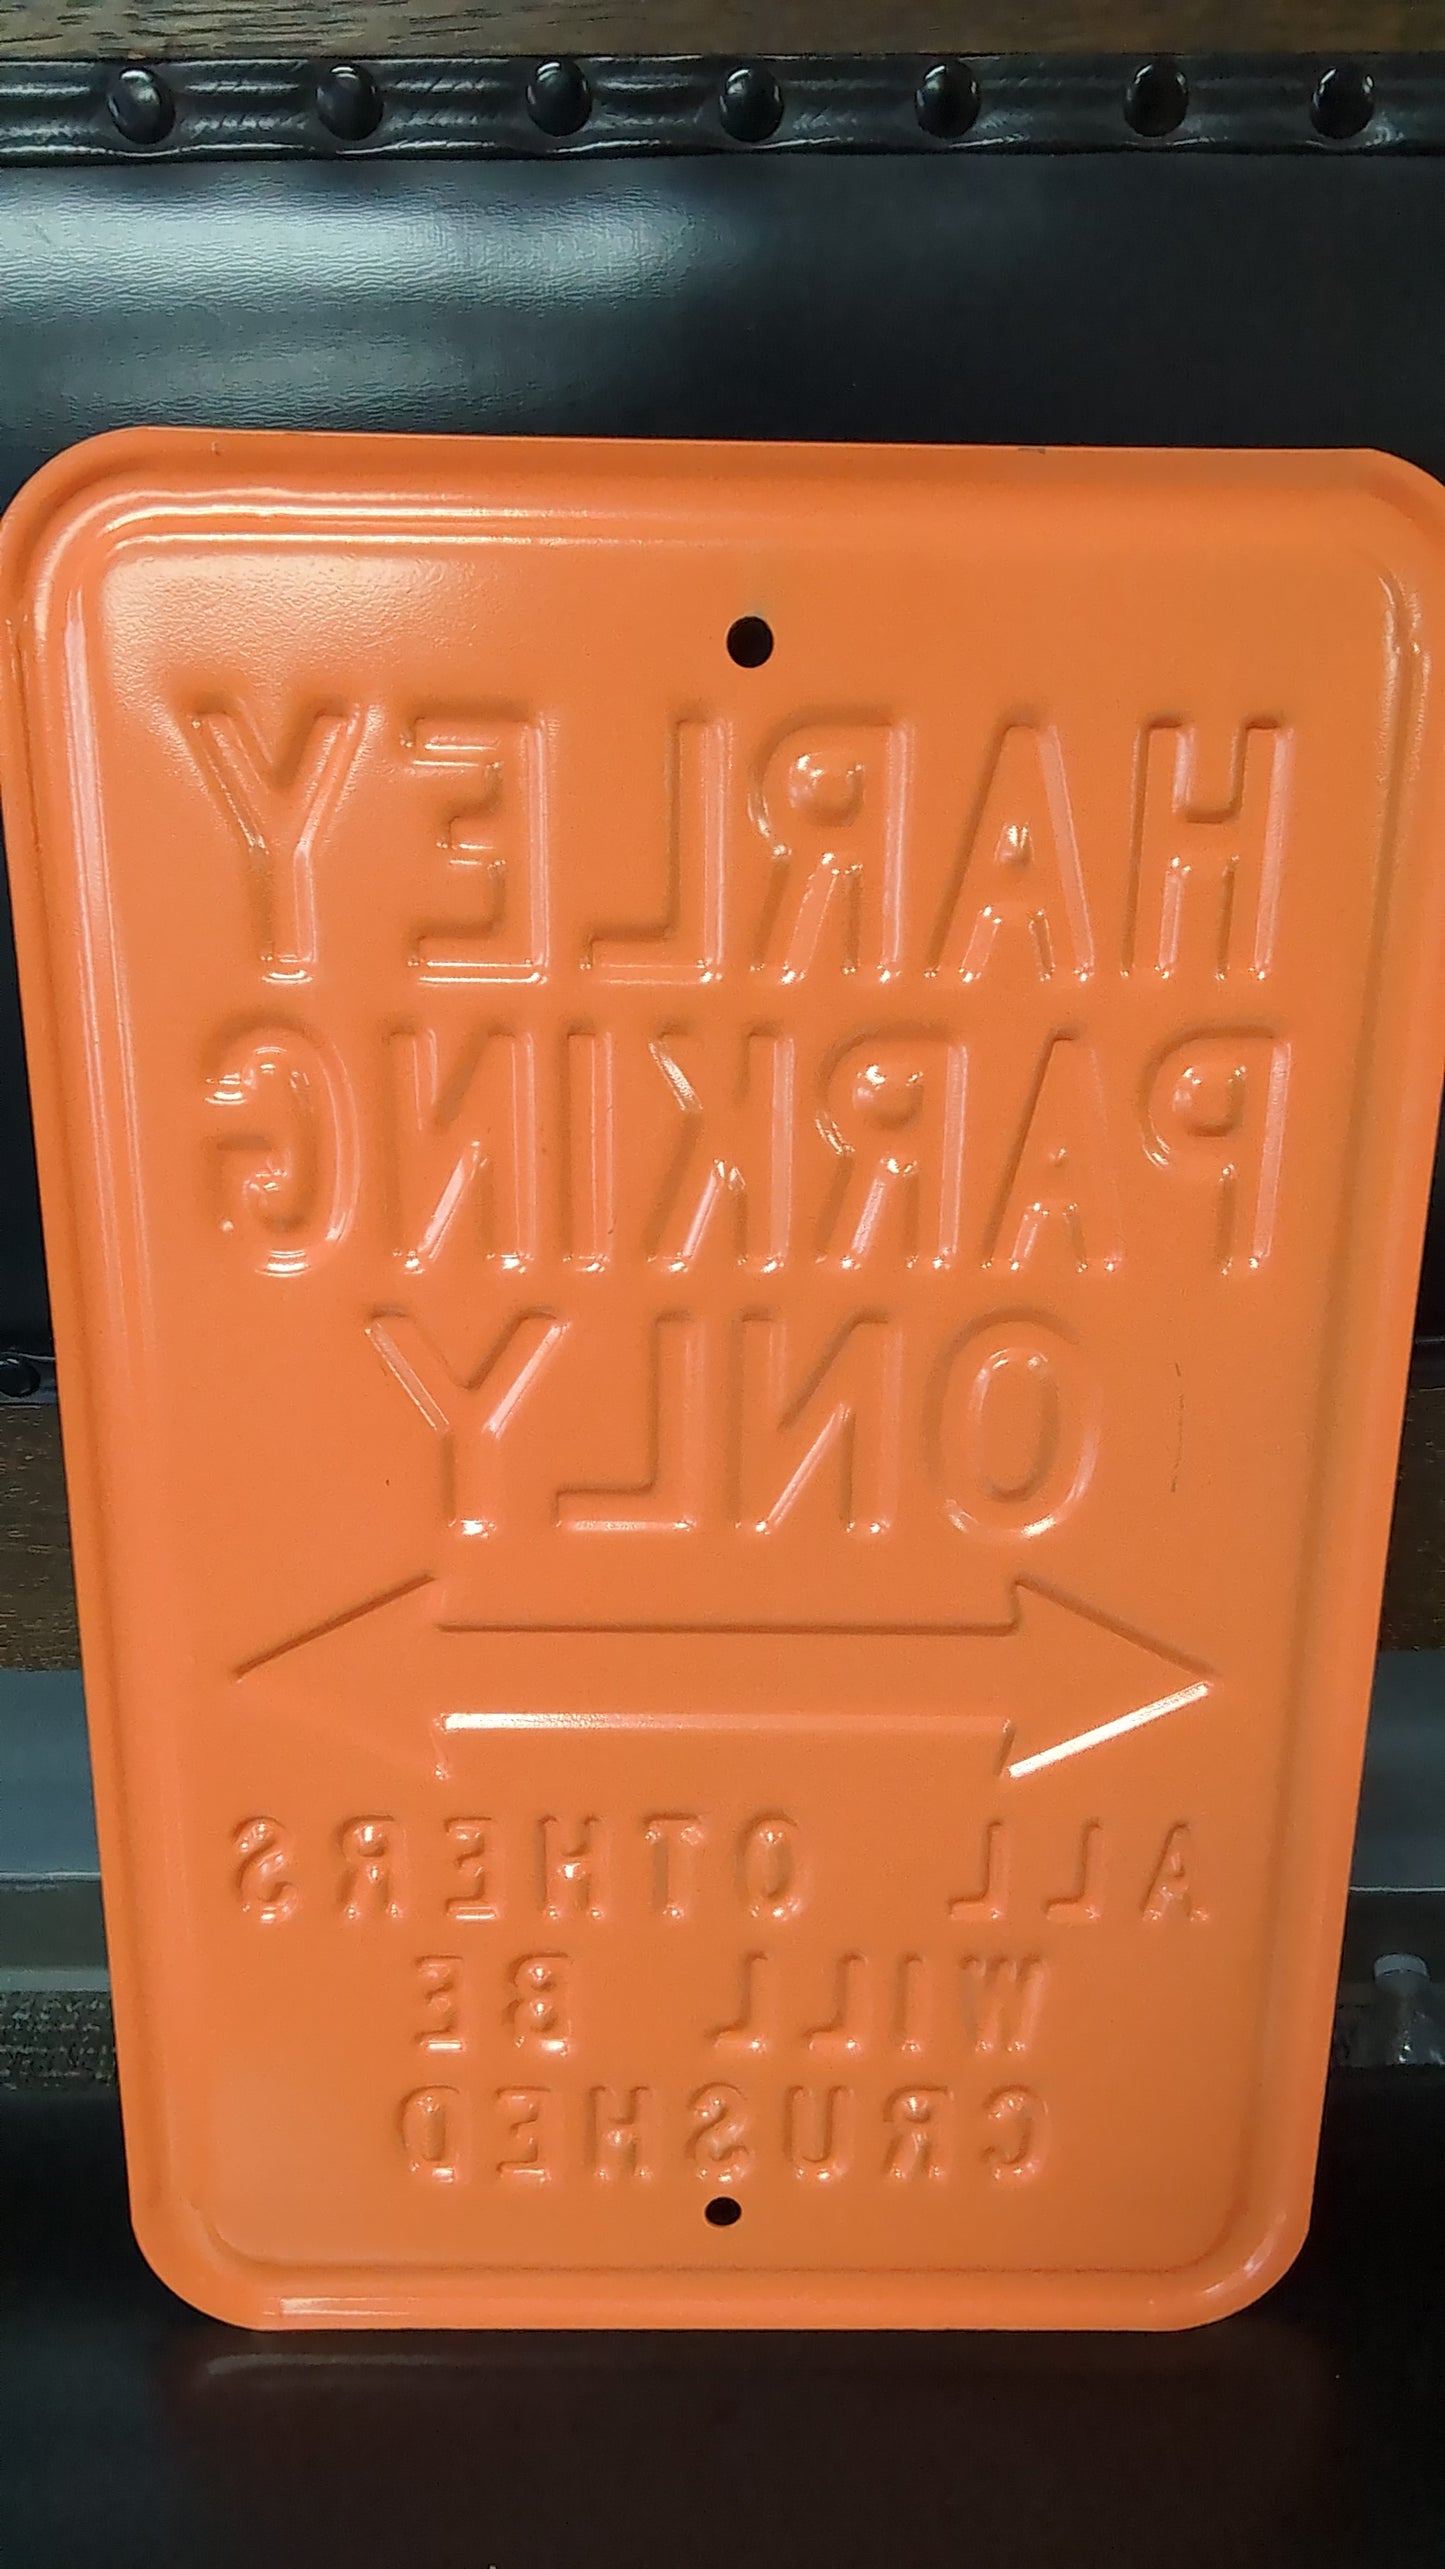 HARLEY
PARKING
ONLY
ALL OTHERS
WILL BE
CRUSHED